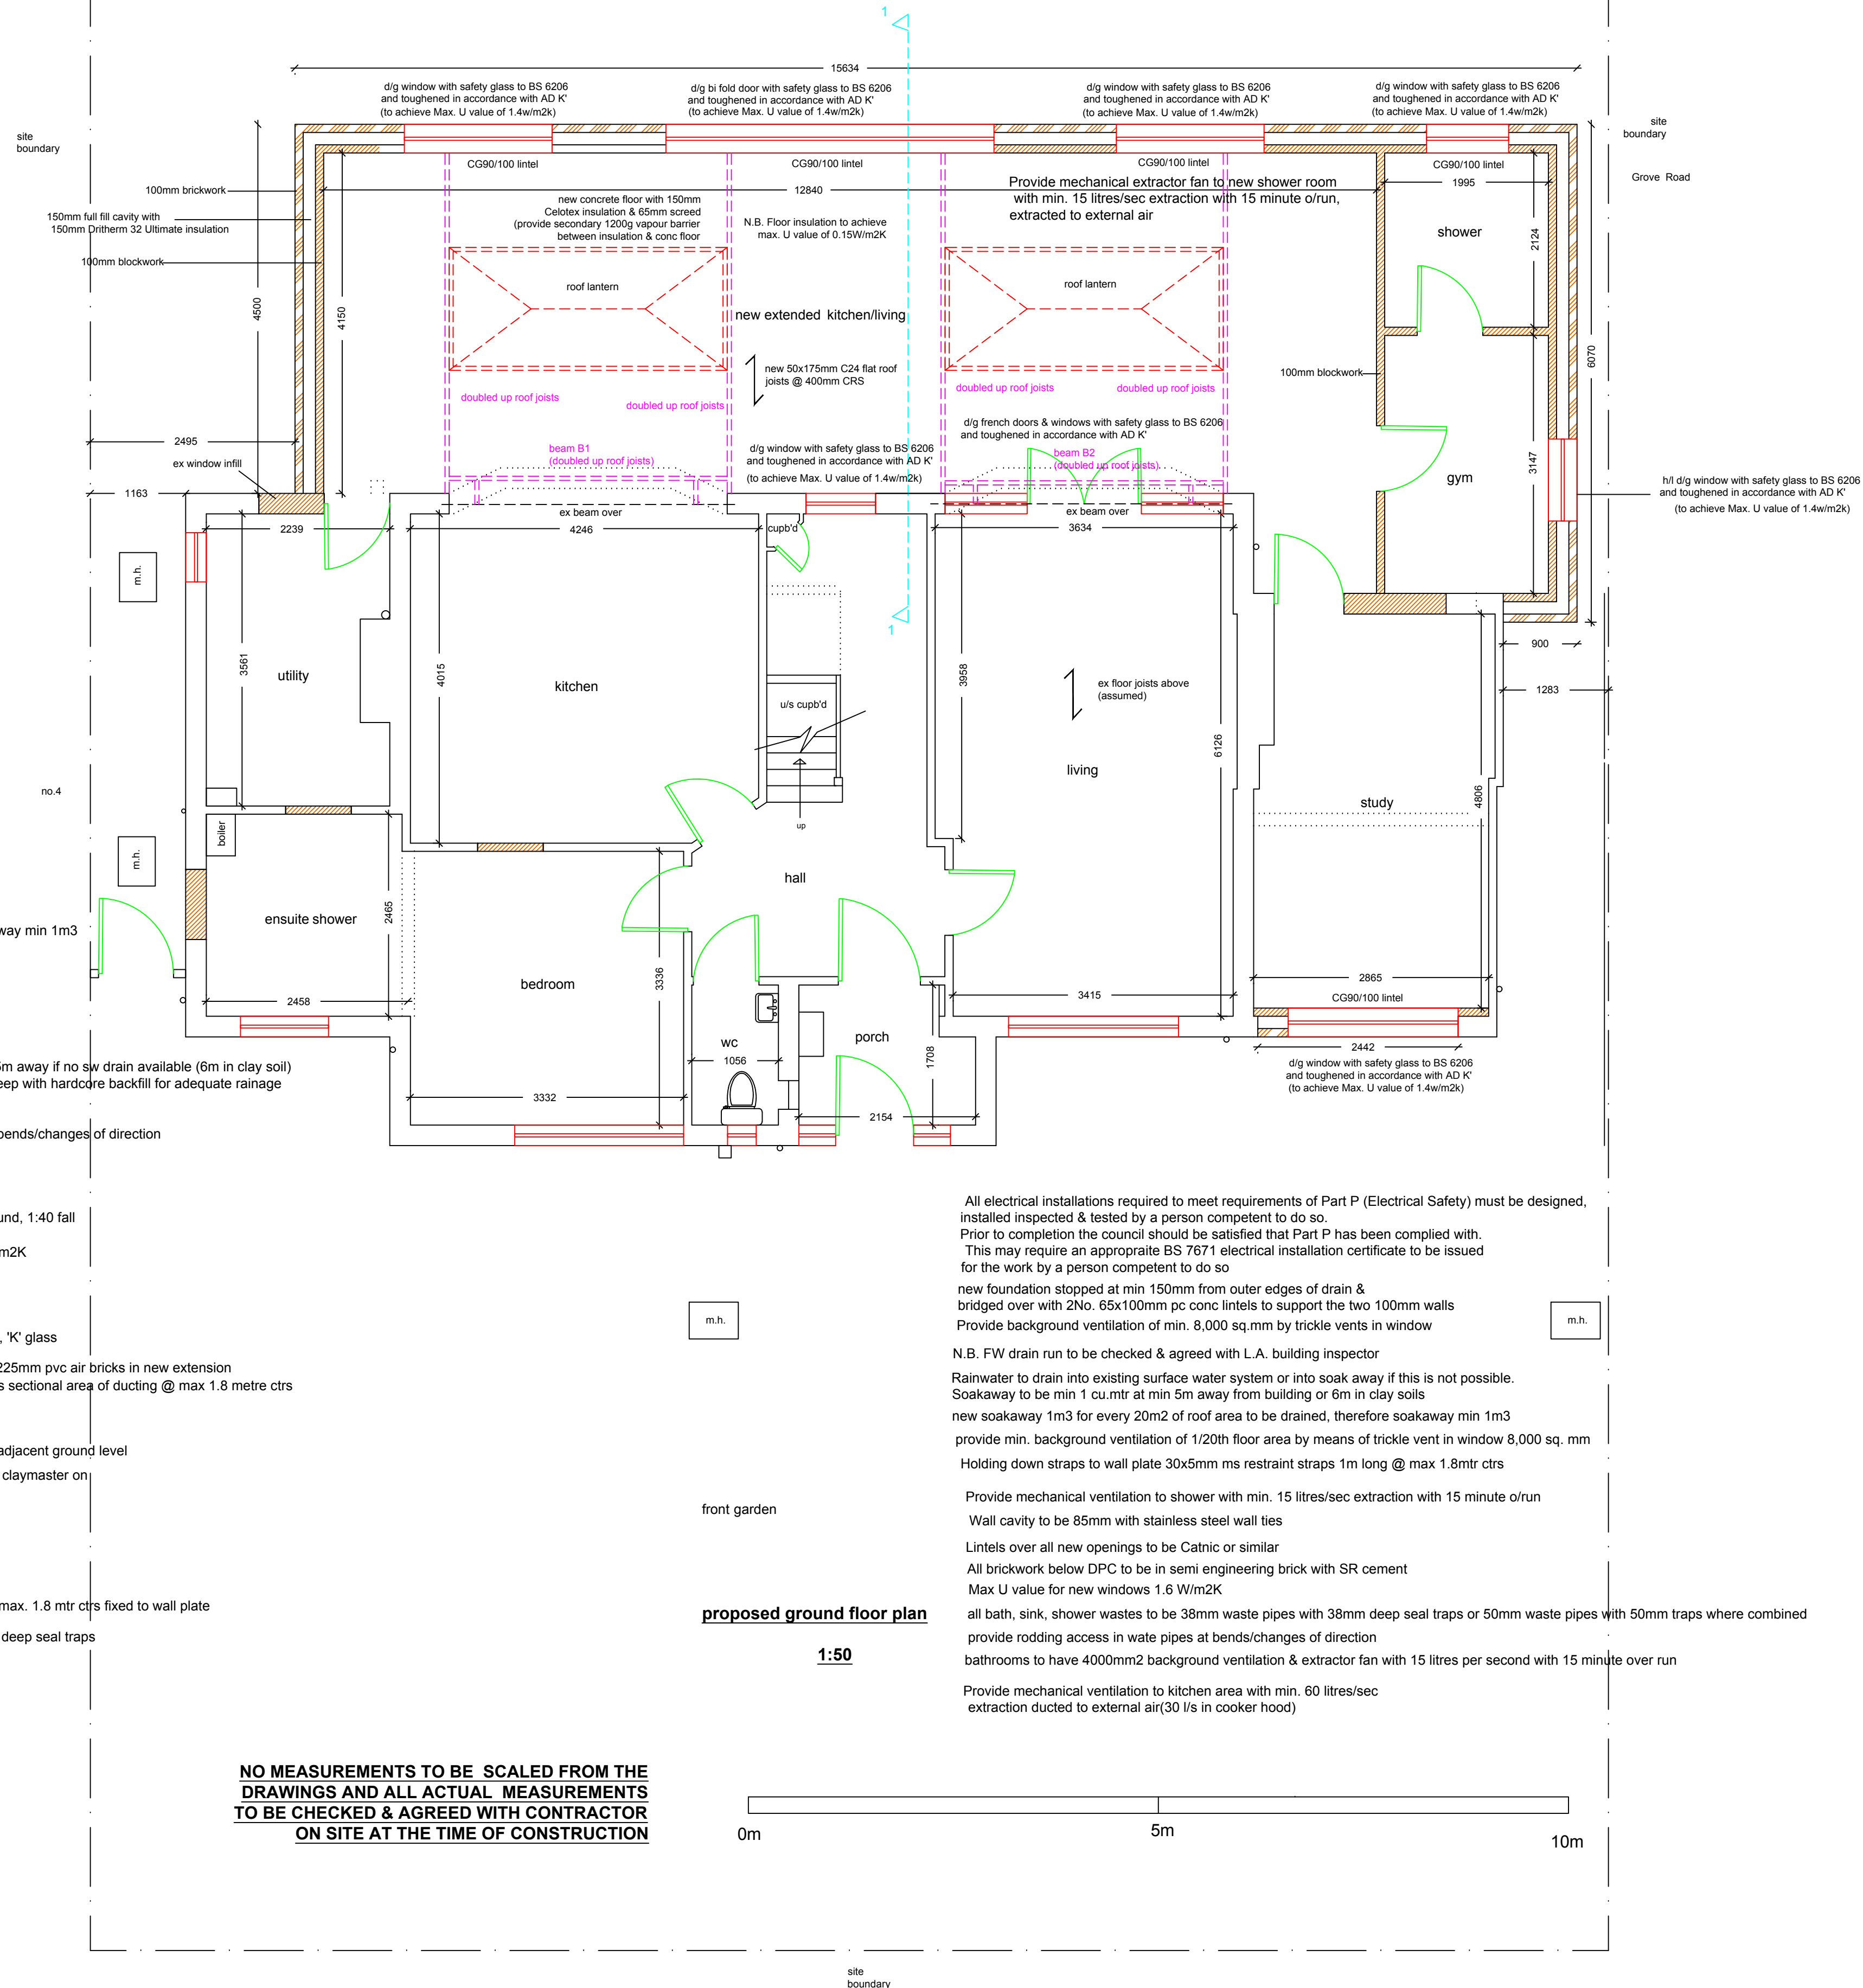 1
15634
d/g window with safety glass to BS 6206
and toughened in accordance with AD K'
(to achieve Max. U value of 1.4w/m2k)
d/g bi fold door with safety glass to BS 6206
and toughened in accordance with AD K'
(to achieve Max. U value of 1.4w/m2k)
d/g window with safety glass to BS 6206
and toughened in accordance with AD K'
(to achieve Max. U value of 1.4w/m2k)
d/g window with safety glass to BS 6206
and toughened in accordance with AD K'
(to achieve Max. U value of 1.4w/m2k)
site
boundary
site
boundary
Grove Road
CG90/100 lintel
CG90/100 lintel
CG90/100 lintel
CG90/100 lintel
100mm brickwork
150mm full fill cavity with
150mm Dritherm 32 Ultimate insulation
100mm blockwork
12840
1995
new concrete floor with 150mm
Celotex insulation & 65mm screed
(provide secondary 1200g vapour barrier
between insulation & conc floor
N.B. Floor insulation to achieve
max. U value of 0.15W/m2K
Provide mechanical extractor fan to new shower room
with min. 15 litres/sec extraction with 15 minute o/run,
extracted to external air
shower
2124
4500
4150
roof lantern
roof lantern
new extended kitchen/living
6070
new 50x175mm C24 flat roof
joists @ 400mm CRS
100mm blockwork
doubled up roof joists
doubled up roof joists
doubled up roof joists
doubled up roof joists
d/g french doors & windows with safety glass to BS 6206
and toughened in accordance with AD K'
2495
ex window infill
beam B1
(doubled up roof joists)
d/g window with safety glass to BS 6206
and toughened in accordance with AD K'
(to achieve Max. U value of 1.4w/m2k)
beam B2
(doubled up roof joists)
3147
gym
h/l d/g window with safety glass to BS 6206
and toughened in accordance with AD K'
(to achieve Max. U value of 1.4w/m2k)
1163
ex beam over
ex beam over
2239
4246
cupb'd
3634
m.h.
1
3561
utility
4015
kitchen
3958
ex floor joists above
(assumed)
900
1283
u/s cupb'd
6126
living
no.4
study
4806
boiler
up
m.h.
hall
ensuite shower
2465
way min 1m3
bedroom
3336
2865
2458
3415
CG90/100 lintel
wc
1056
porch
1708
2442
d/g window with safety glass to BS 6206
and toughened in accordance with AD K'
(to achieve Max. U value of 1.4w/m2k)
5m away if no sw drain available (6m in clay soil)
eep with hardcore backfill for adequate rainage
3332
2154
bends/changes of direction
und, 1:40 fall
m2K
, 'K' glass
225mm pvc air bricks in new extension
s sectional area of ducting @ max 1.8 metre ctrs
adjacent ground level
claymaster on
max. 1.8 mtr ctrs fixed to wall plate
deep seal traps
m.h.
m.h.
front garden
All electrical installations required to meet requirements of Part P (Electrical Safety) must be designed,
installed inspected & tested by a person competent to do so.
Prior to completion the council should be satisfied that Part P has been complied with.
This may require an appropraite BS 7671 electrical installation certificate to be issued
for the work by a person competent to do so
new foundation stopped at min 150mm from outer edges of drain &
bridged over with 2No. 65x100mm pc conc lintels to support the two 100mm walls
Provide background ventilation of min. 8,000 sq.mm by trickle vents in window
N.B. FW drain run to be checked & agreed with L.A. building inspector
Rainwater to drain into existing surface water system or into soak away if this is not possible.
Soakaway to be min 1 cu.mtr at min 5m away from building or 6m in clay soils
new soakaway 1m3 for every 20m2 of roof area to be drained, therefore soakaway min 1m3
provide min. background ventilation of 1/20th floor area by means of trickle vent in window 8,000 sq. mm
Holding down straps to wall plate 30x5mm ms restraint straps 1m long @ max 1.8mtr ctrs
Provide mechanical ventilation to shower with min. 15 litres/sec extraction with 15 minute o/run
Wall cavity to be 85mm with stainless steel wall ties
Lintels over all new openings to be Catnic or similar
All brickwork below DPC to be in semi engineering brick with SR cement
Max U value for new windows 1.6 W/m2K
all bath, sink, shower wastes to be 38mm waste pipes with 38mm deep seal traps or 50mm waste pipes with 50mm traps where combined
provide rodding access in wate pipes at bends/changes of direction
bathrooms to have 4000mm2 background ventilation & extractor fan with 15 litres per second with 15 minute over run
Provide mechanical ventilation to kitchen area with min. 60 litres/sec
extraction ducted to external air(30 l/s in cooker hood)
proposed ground floor plan
1:50
NO MEASUREMENTS TO BE SCALED FROM THE
DRAWINGS AND ALL ACTUAL MEASUREMENTS
TO BE CHECKED & AGREED WITH CONTRACTOR
ON SITE AT THE TIME OF CONSTRUCTION
0m
5m
10m
site
boundary